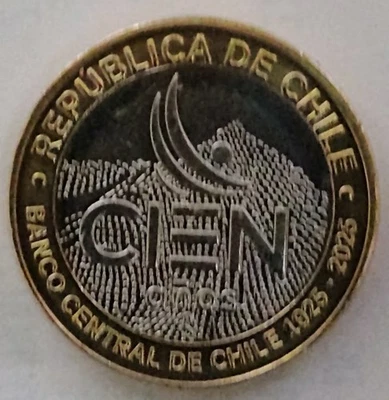 REPÚBLICA DE CHILE
CIEN
años
BANCO CENTRAL DE CHILE 1925 - 2025